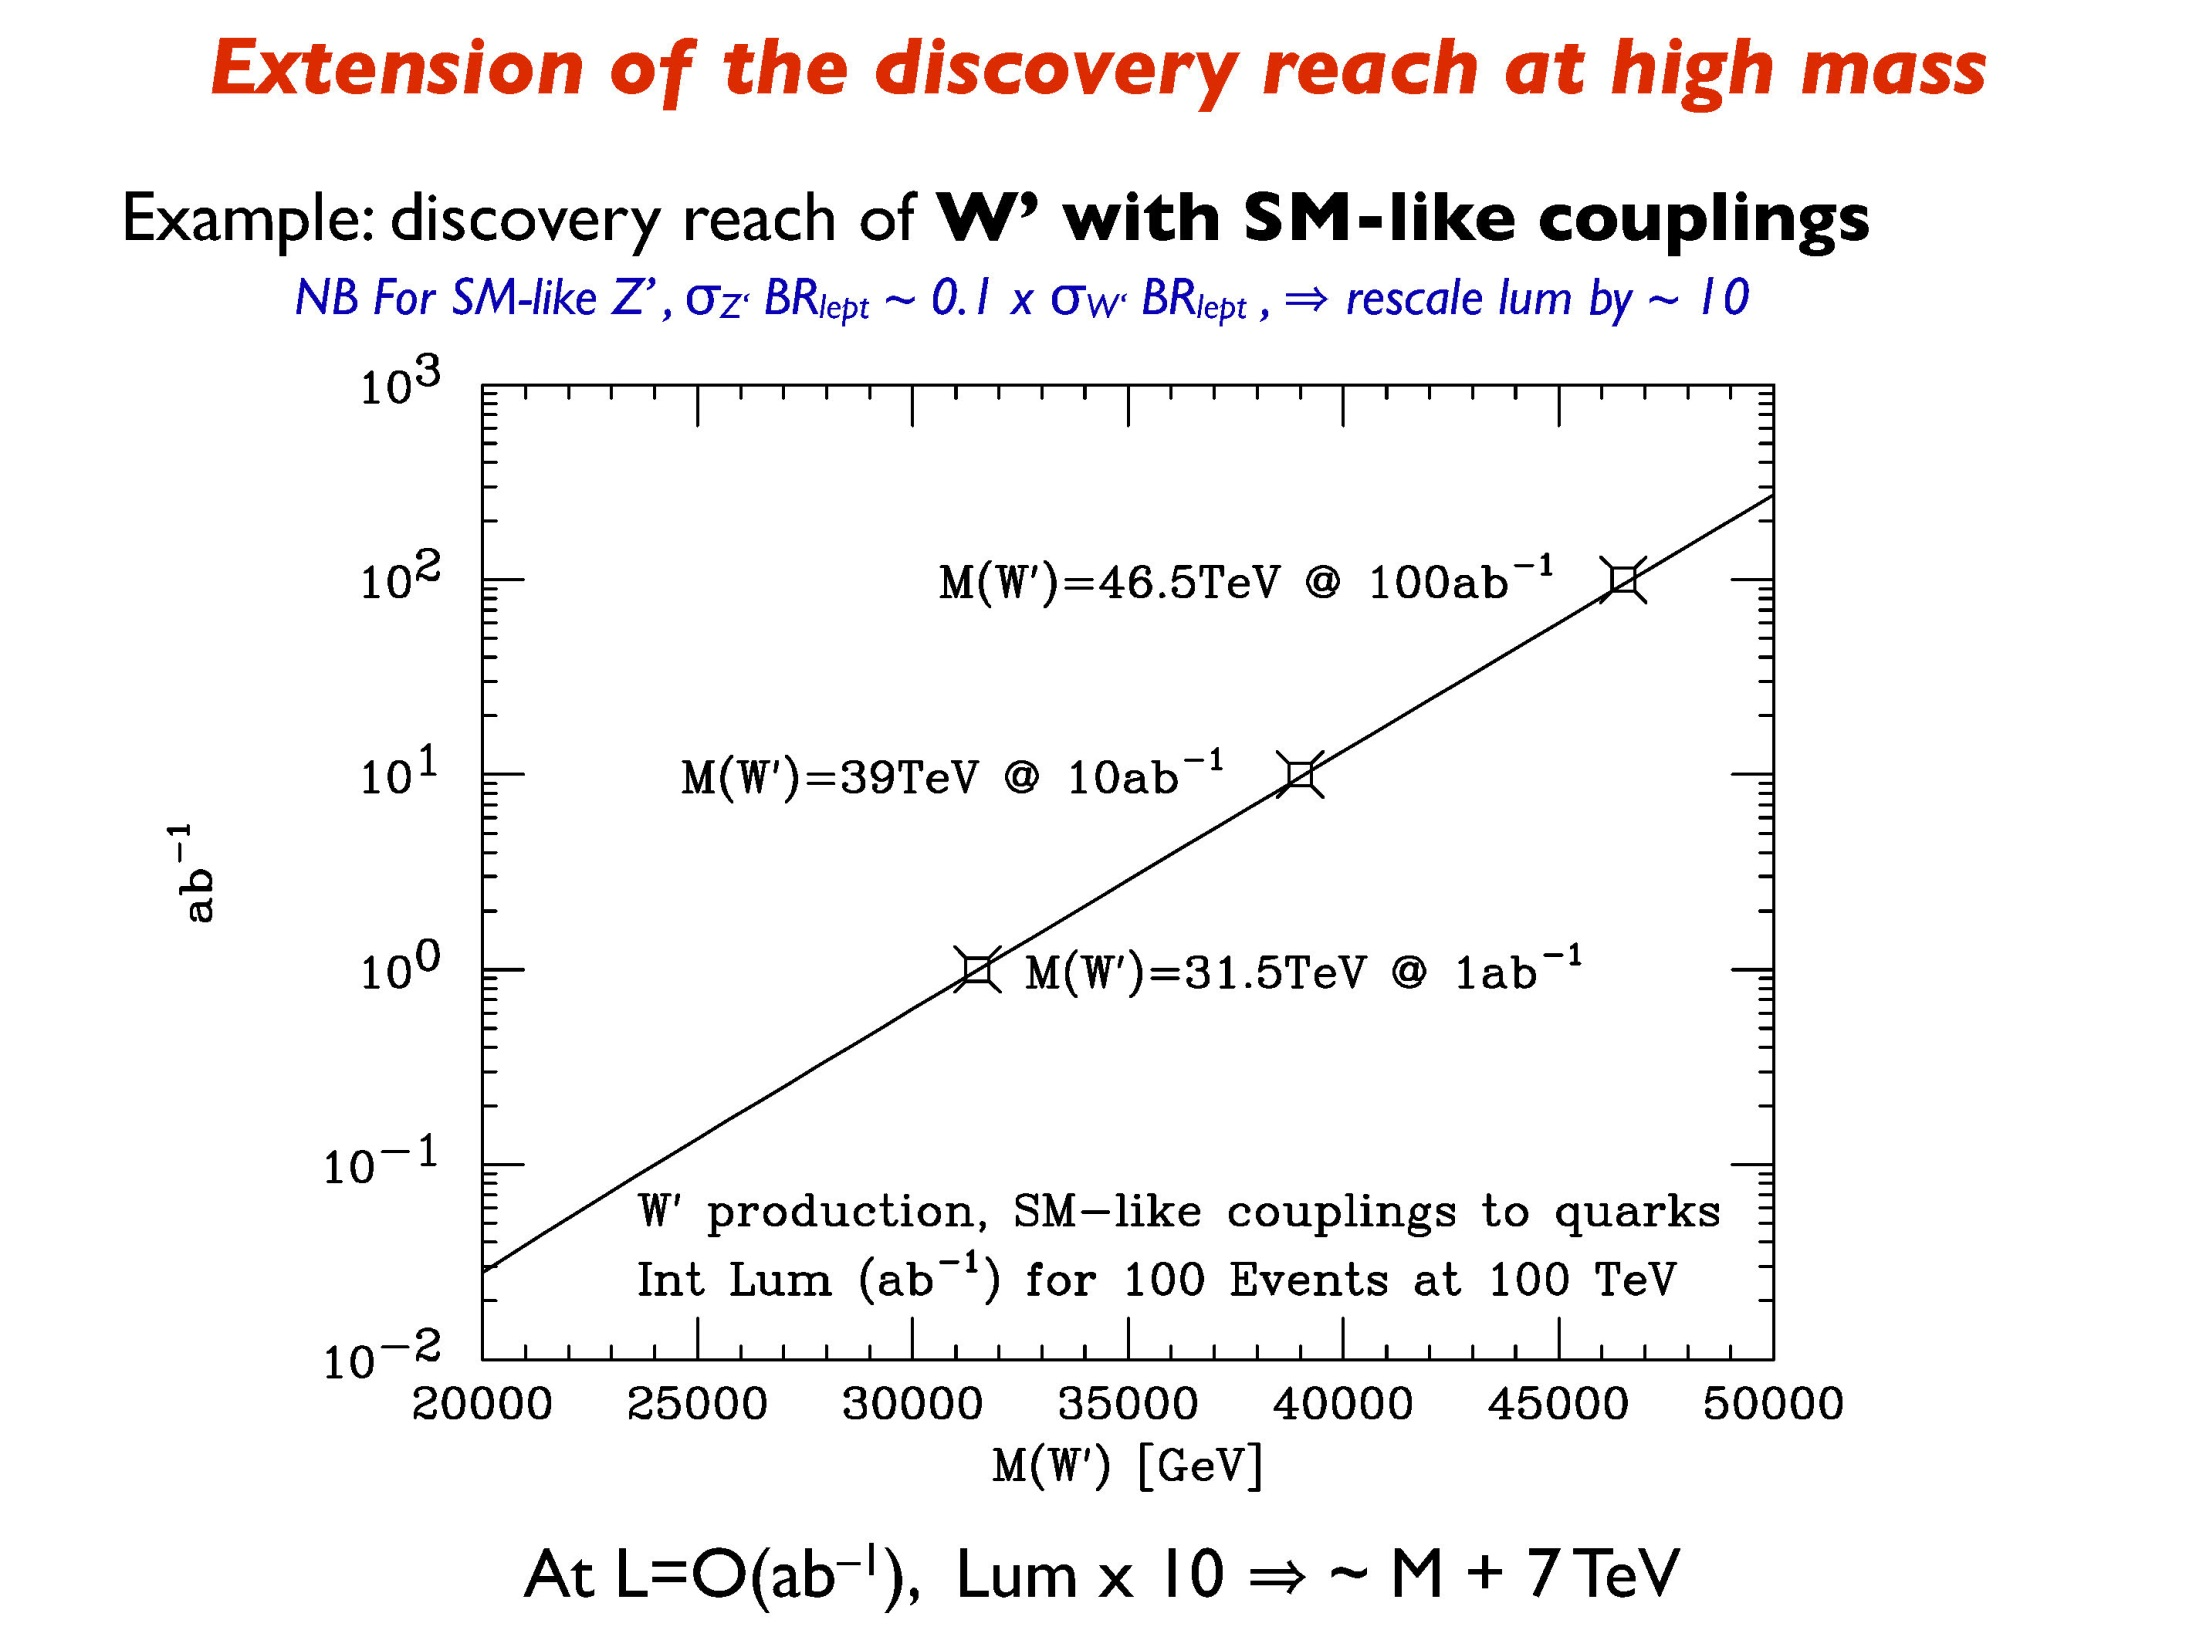 Extension of the discovery reach at high mass
Example: discovery reach of W’ with SM-like couplings
NB For SM-like Z’, σZ‘ BRlept ~ 0.1 x σW‘ BRlept , ⇒ rescale lum by ~ 10
10³
10²
10¹
10⁰
10⁻¹
10⁻²
ab⁻¹
M(W')=46.5TeV @ 100ab⁻¹
M(W')=39TeV @ 10ab⁻¹
M(W')=31.5TeV @ 1ab⁻¹
W' production, SM−like couplings to quarks
Int Lum (ab⁻¹) for 100 Events at 100 TeV
20000 25000 30000 35000 40000 45000 50000
M(W') [GeV]
At L=O(ab⁻¹), Lum x 10 ⇒ ~ M + 7 TeV